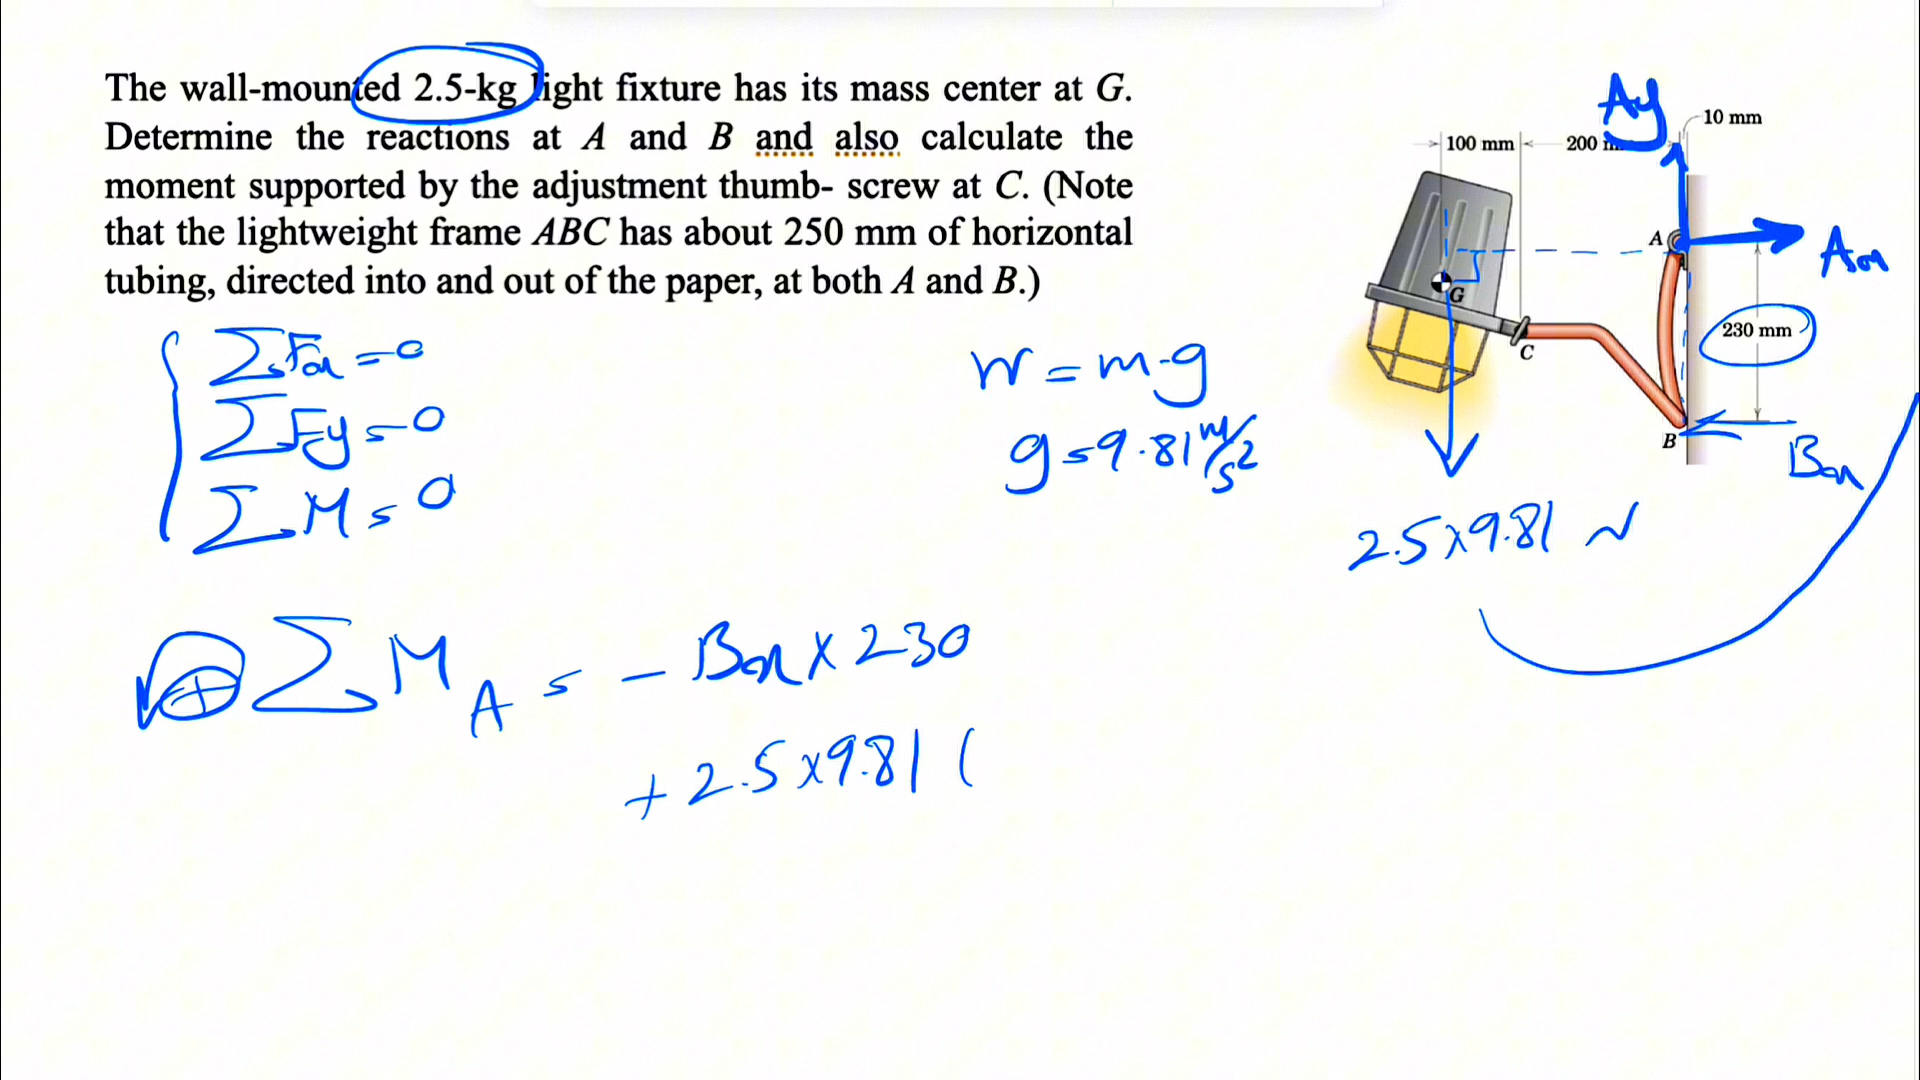 The wall-mounted 2.5-kg light fixture has its mass center at G.
Determine the reactions at A and B and also calculate the
moment supported by the adjustment thumb- screw at C. (Note
that the lightweight frame ABC has about 250 mm of horizontal
tubing, directed into and out of the paper, at both A and B.)
ΣFx = 0
ΣFy = 0
ΣM = 0
W = m·g
g = 9.81 m/s²
⊕ ΣM_A = - Bx × 230
+ 2.5 × 9.81 (
Ay
10 mm
100 mm
200
A
Ax
G
230 mm
C
B
Bx
2.5 × 9.81 N